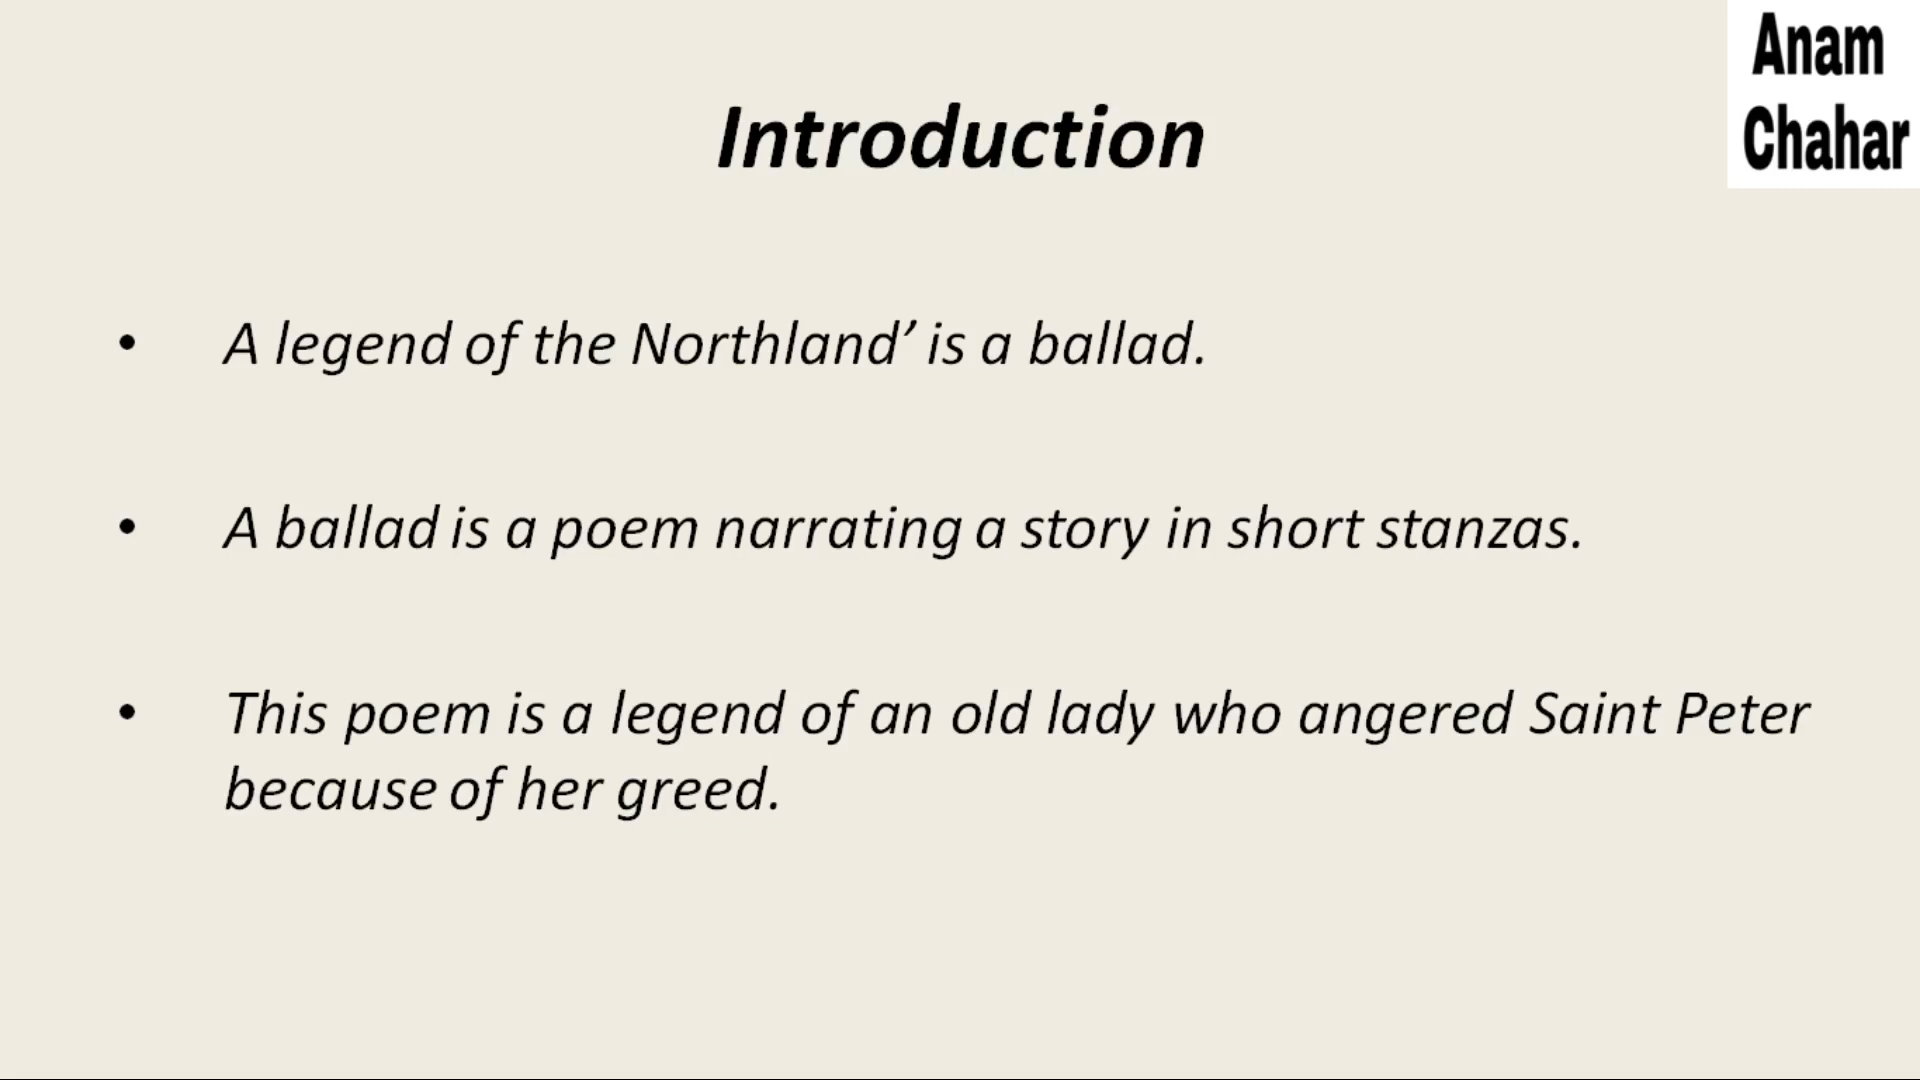 Anam
Chahar
Introduction
• A legend of the Northland’ is a ballad.
• A ballad is a poem narrating a story in short stanzas.
• This poem is a legend of an old lady who angered Saint Peter
because of her greed.